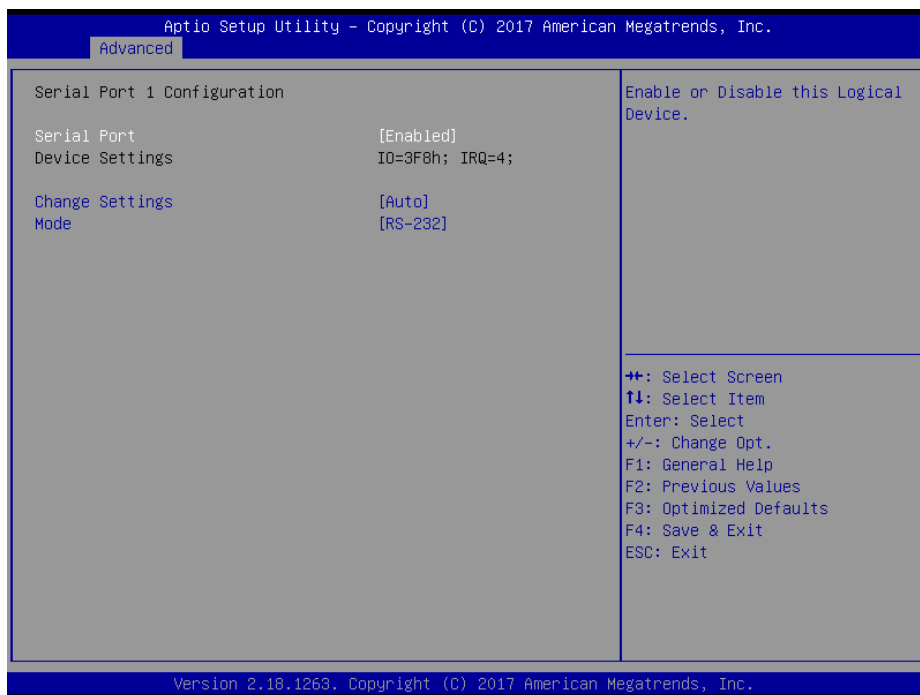 Aptio Setup Utility – Copyright (C) 2017 American Megatrends, Inc.
Advanced
Serial Port 1 Configuration
Serial Port [Enabled]
Device Settings IO=3F8h; IRQ=4;
Change Settings [Auto]
Mode [RS-232]
Enable or Disable this Logical
Device.
→←: Select Screen
↑↓: Select Item
Enter: Select
+/-: Change Opt.
F1: General Help
F2: Previous Values
F3: Optimized Defaults
F4: Save & Exit
ESC: Exit
Version 2.18.1263. Copyright (C) 2017 American Megatrends, Inc.